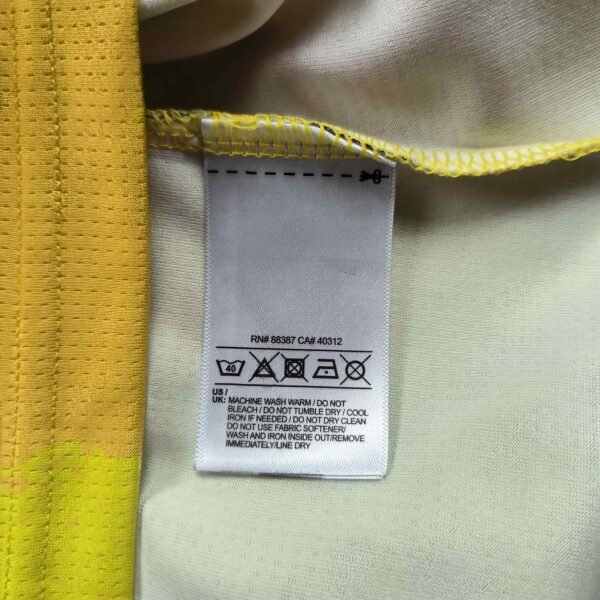 RN# 88387 CA# 40312
40
US /
UK: MACHINE WASH WARM / DO NOT
BLEACH / DO NOT TUMBLE DRY / COOL
IRON IF NEEDED / DO NOT DRY CLEAN
DO NOT USE FABRIC SOFTENER/
WASH AND IRON INSIDE OUT/REMOVE
IMMEDIATELY/LINE DRY